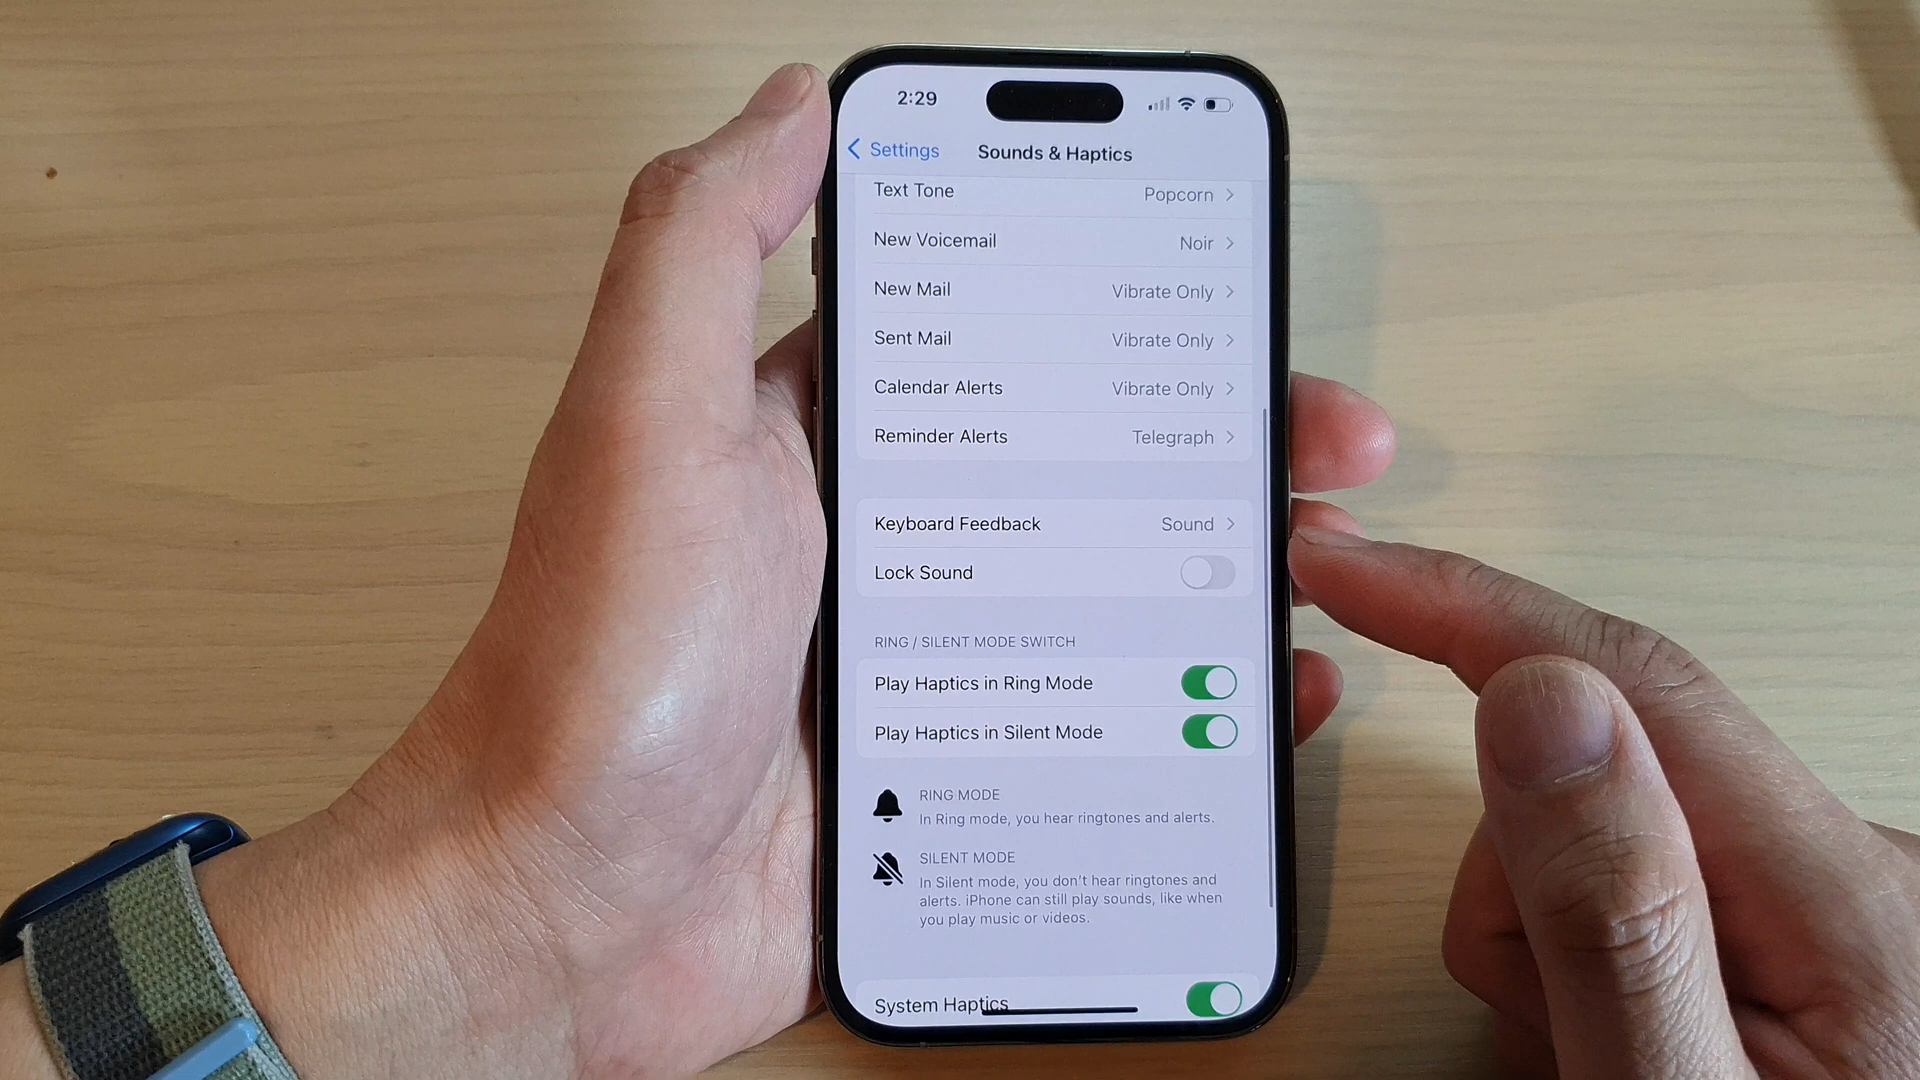 2:29
Settings
Sounds & Haptics
Text Tone Popcorn
New Voicemail Noir
New Mail Vibrate Only
Sent Mail Vibrate Only
Calendar Alerts Vibrate Only
Reminder Alerts Telegraph
Keyboard Feedback Sound
Lock Sound
RING / SILENT MODE SWITCH
Play Haptics in Ring Mode
Play Haptics in Silent Mode
RING MODE
In Ring mode, you hear ringtones and alerts.
SILENT MODE
In Silent mode, you don't hear ringtones and
alerts. iPhone can still play sounds, like when
you play music or videos.
System Haptics